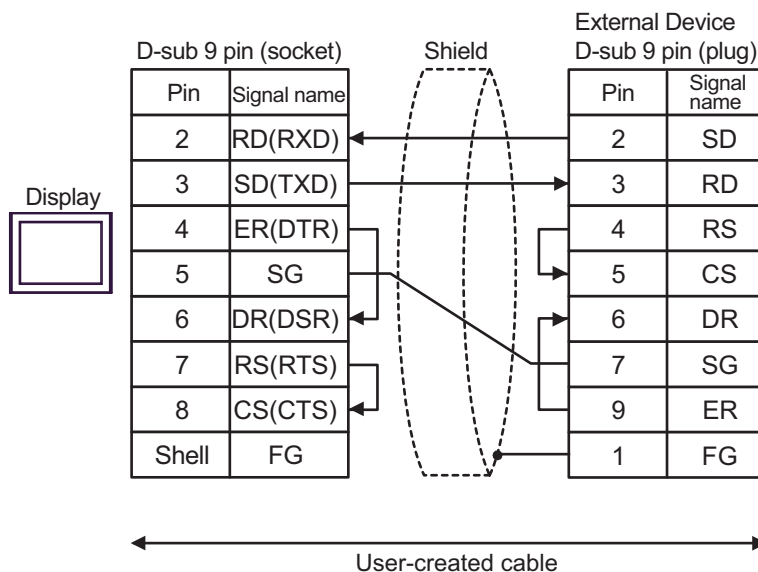 External Device
D-sub 9 pin (socket) Shield D-sub 9 pin (plug)
Pin Signal name Pin Signal name
2 RD(RXD) 2 SD
3 SD(TXD) 3 RD
Display
4 ER(DTR) 4 RS
5 SG 5 CS
6 DR(DSR) 6 DR
7 RS(RTS) 7 SG
8 CS(CTS) 9 ER
Shell FG 1 FG
User-created cable